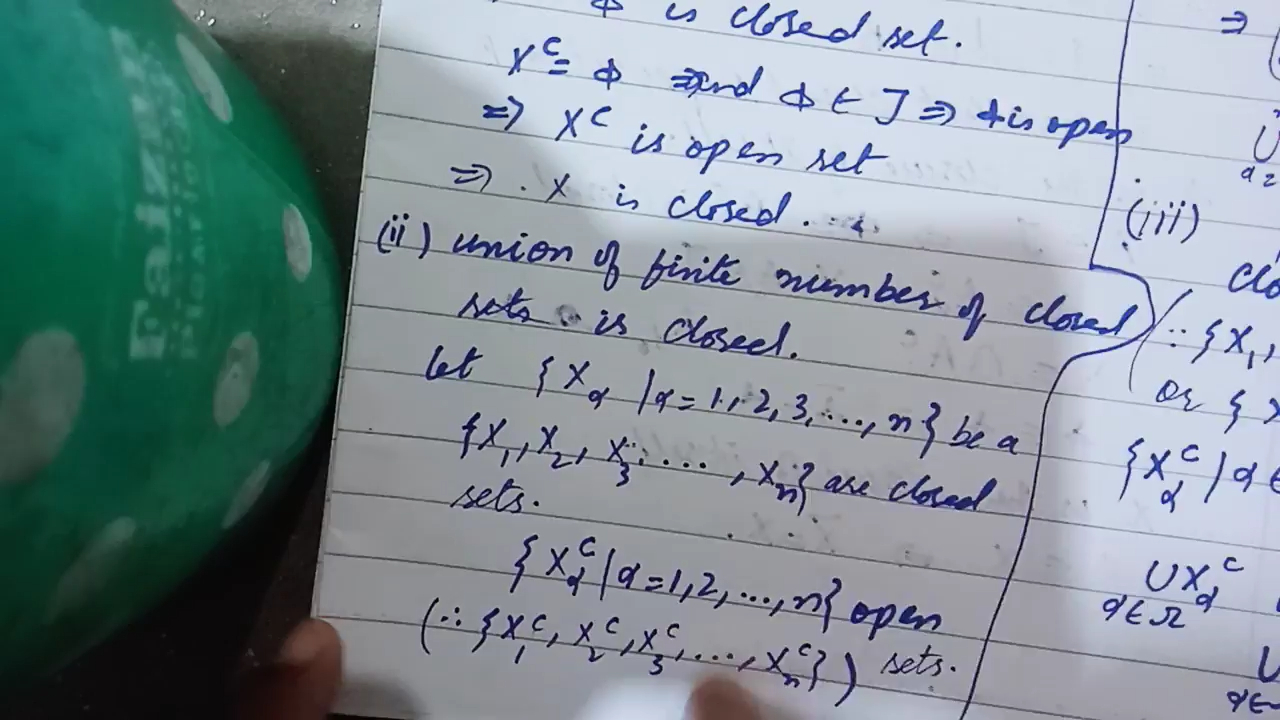 Φ is closed set.
X^c = Φ and Φ ∈ J ⇒ Φ is open
⇒ X^c is open set
⇒ X is closed.
(ii) union of finite number of closed
sets is closed.
let {X_α | α = 1, 2, 3, ..., n} be a
{X_1, X_2, X_3, ..., X_n} are closed
sets.
{X_α^c | α = 1, 2, ..., n} open
(∵ {X_1^c, X_2^c, X_3^c, ..., X_n^c}) sets.
⇒
(iii)
clo
∵ {X_1,
or {
{X_α^c | α ∈
∪ X_α^c
α ∈ Ω
∪
α ∈